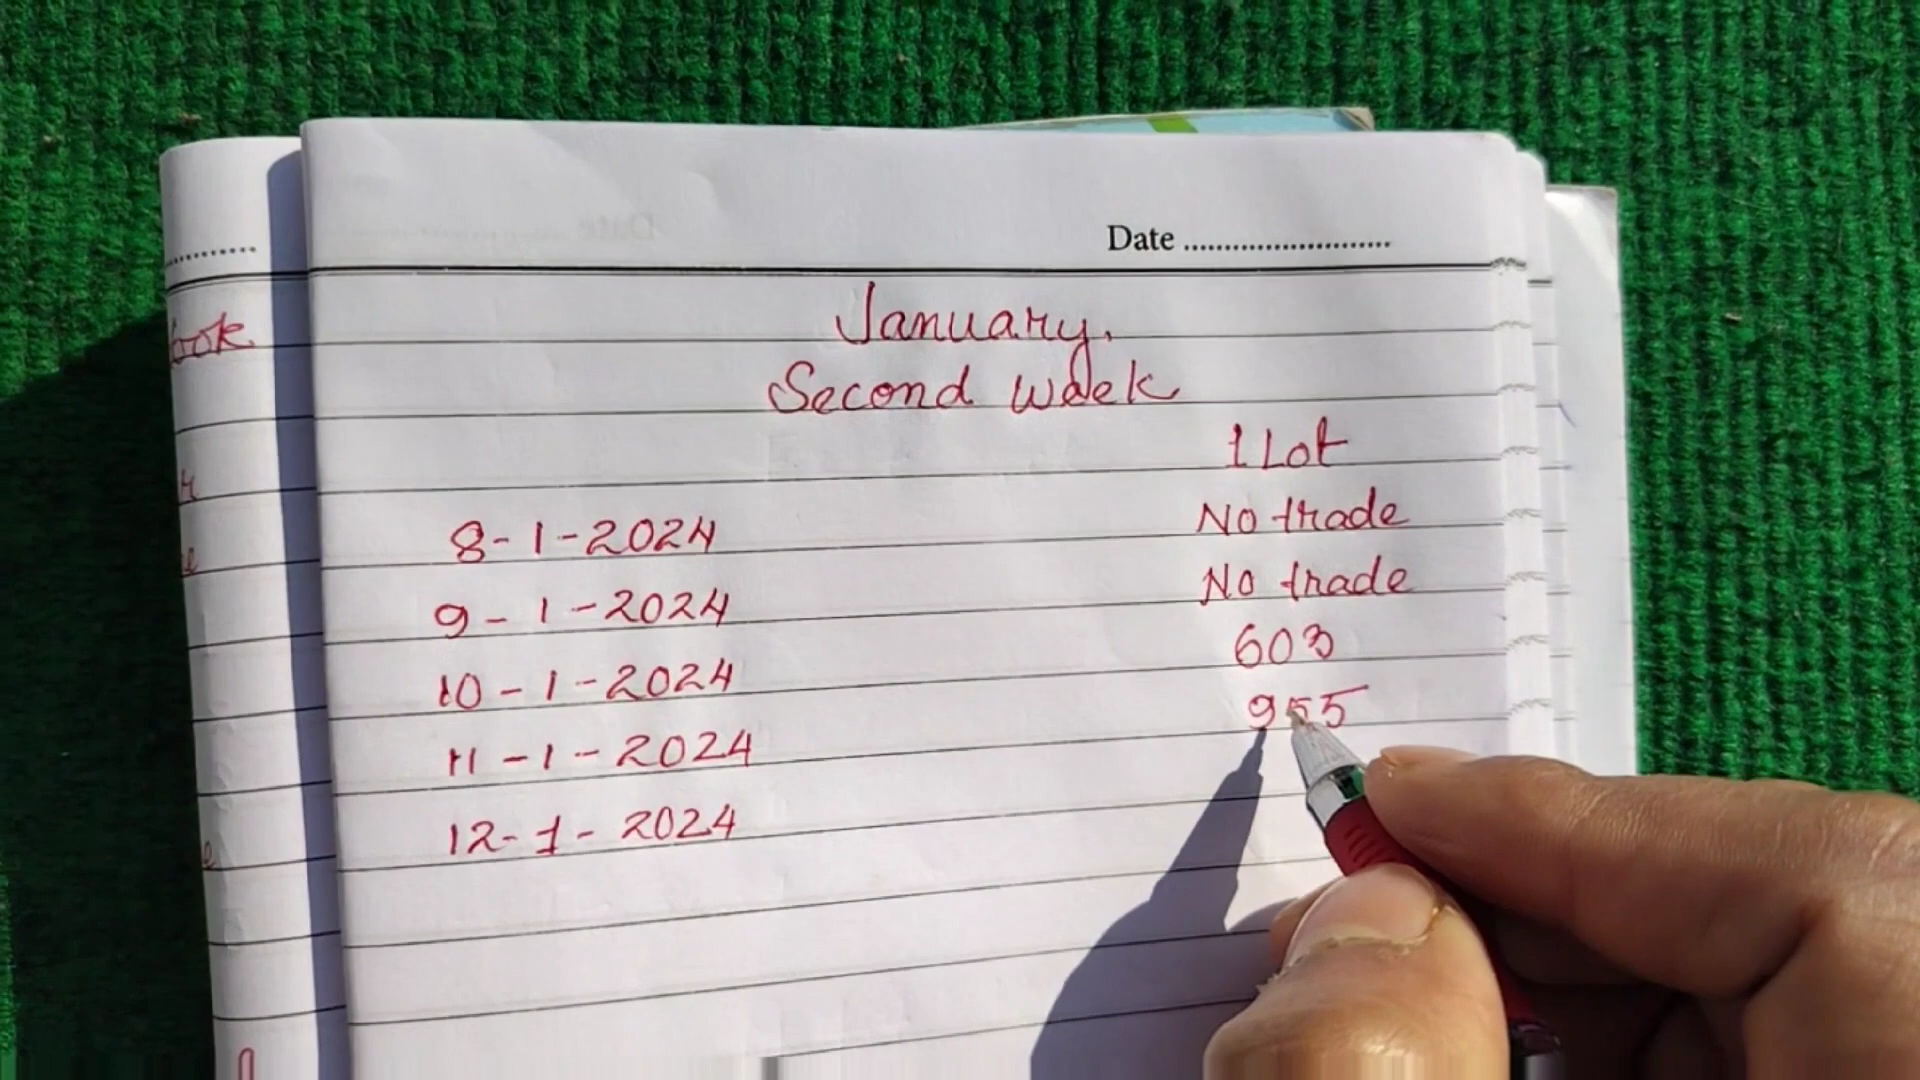 Date ..........................
January.
Second week
1 Lot
8-1-2024 No trade
9-1-2024 No trade
10-1-2024 603
11-1-2024 955
12-1-2024